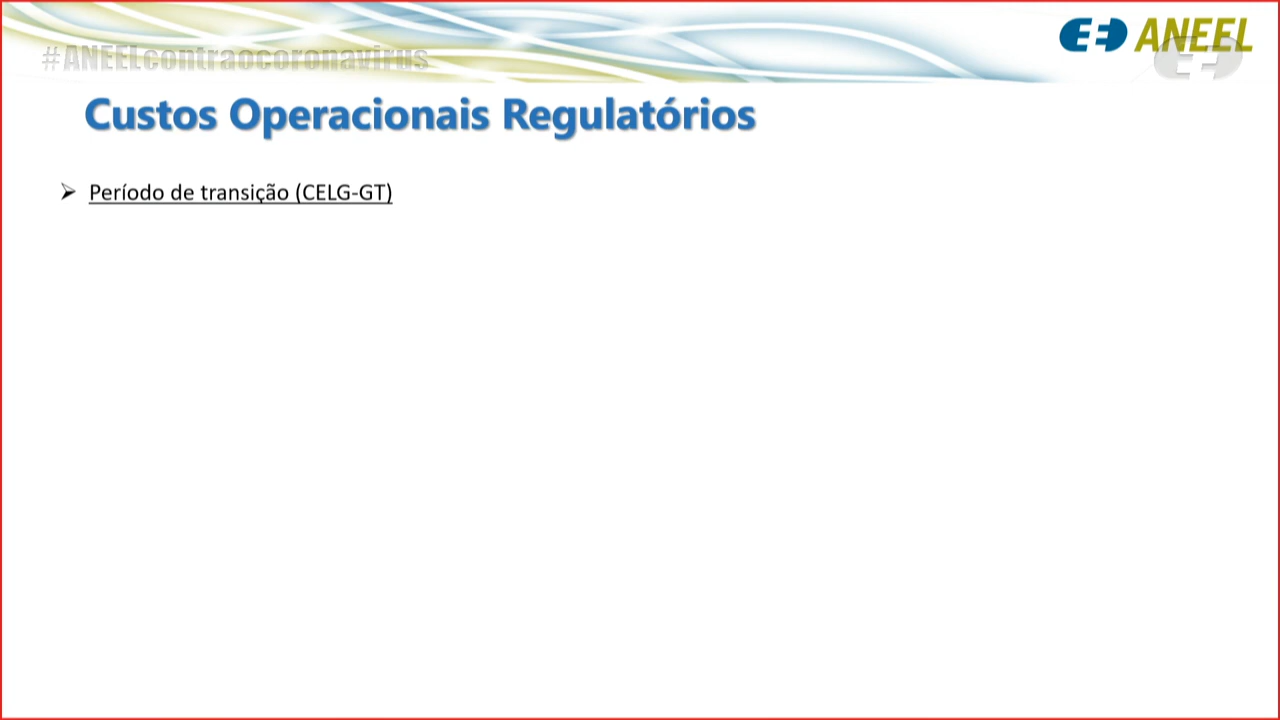 #ANEELcontraocoronavirus
ANEEL
Custos Operacionais Regulatórios
➢ Período de transição (CELG-GT)